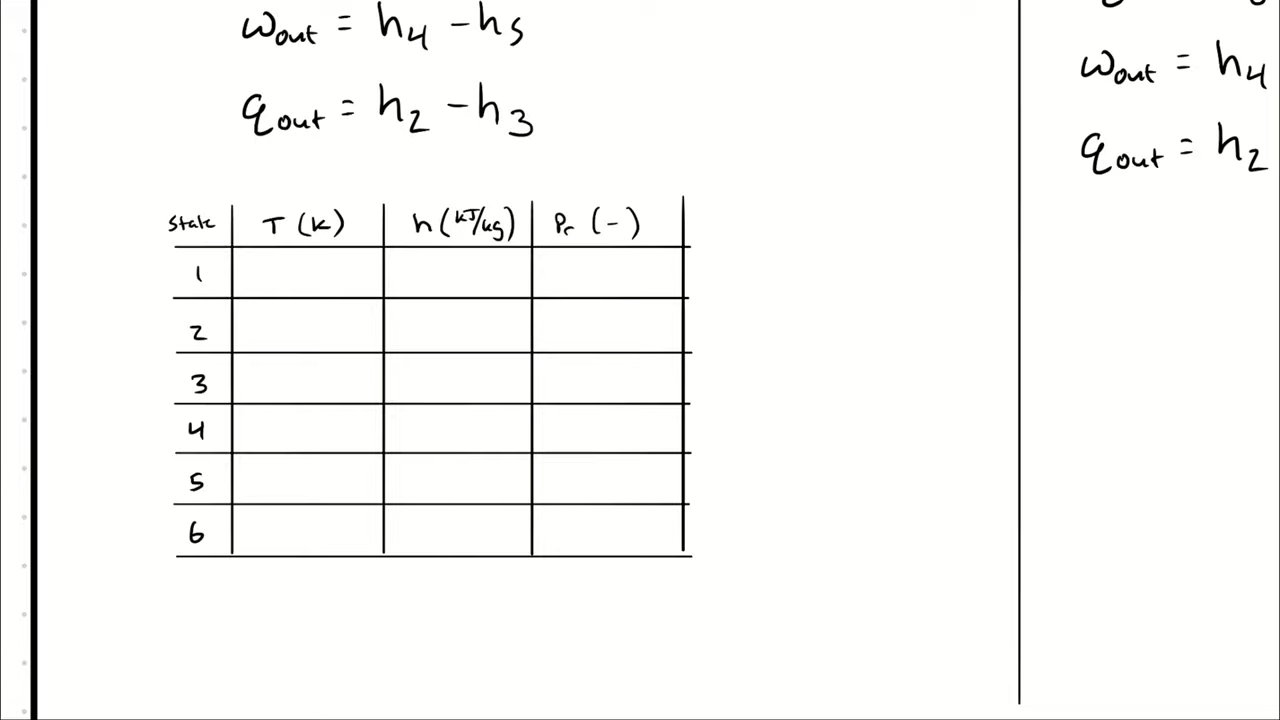 ωout = h4 - h5
qout = h2 - h3
State T (K) h (kJ/kg) Pr (-)
1
2
3
4
5
6
ωout = h4
qout = h2